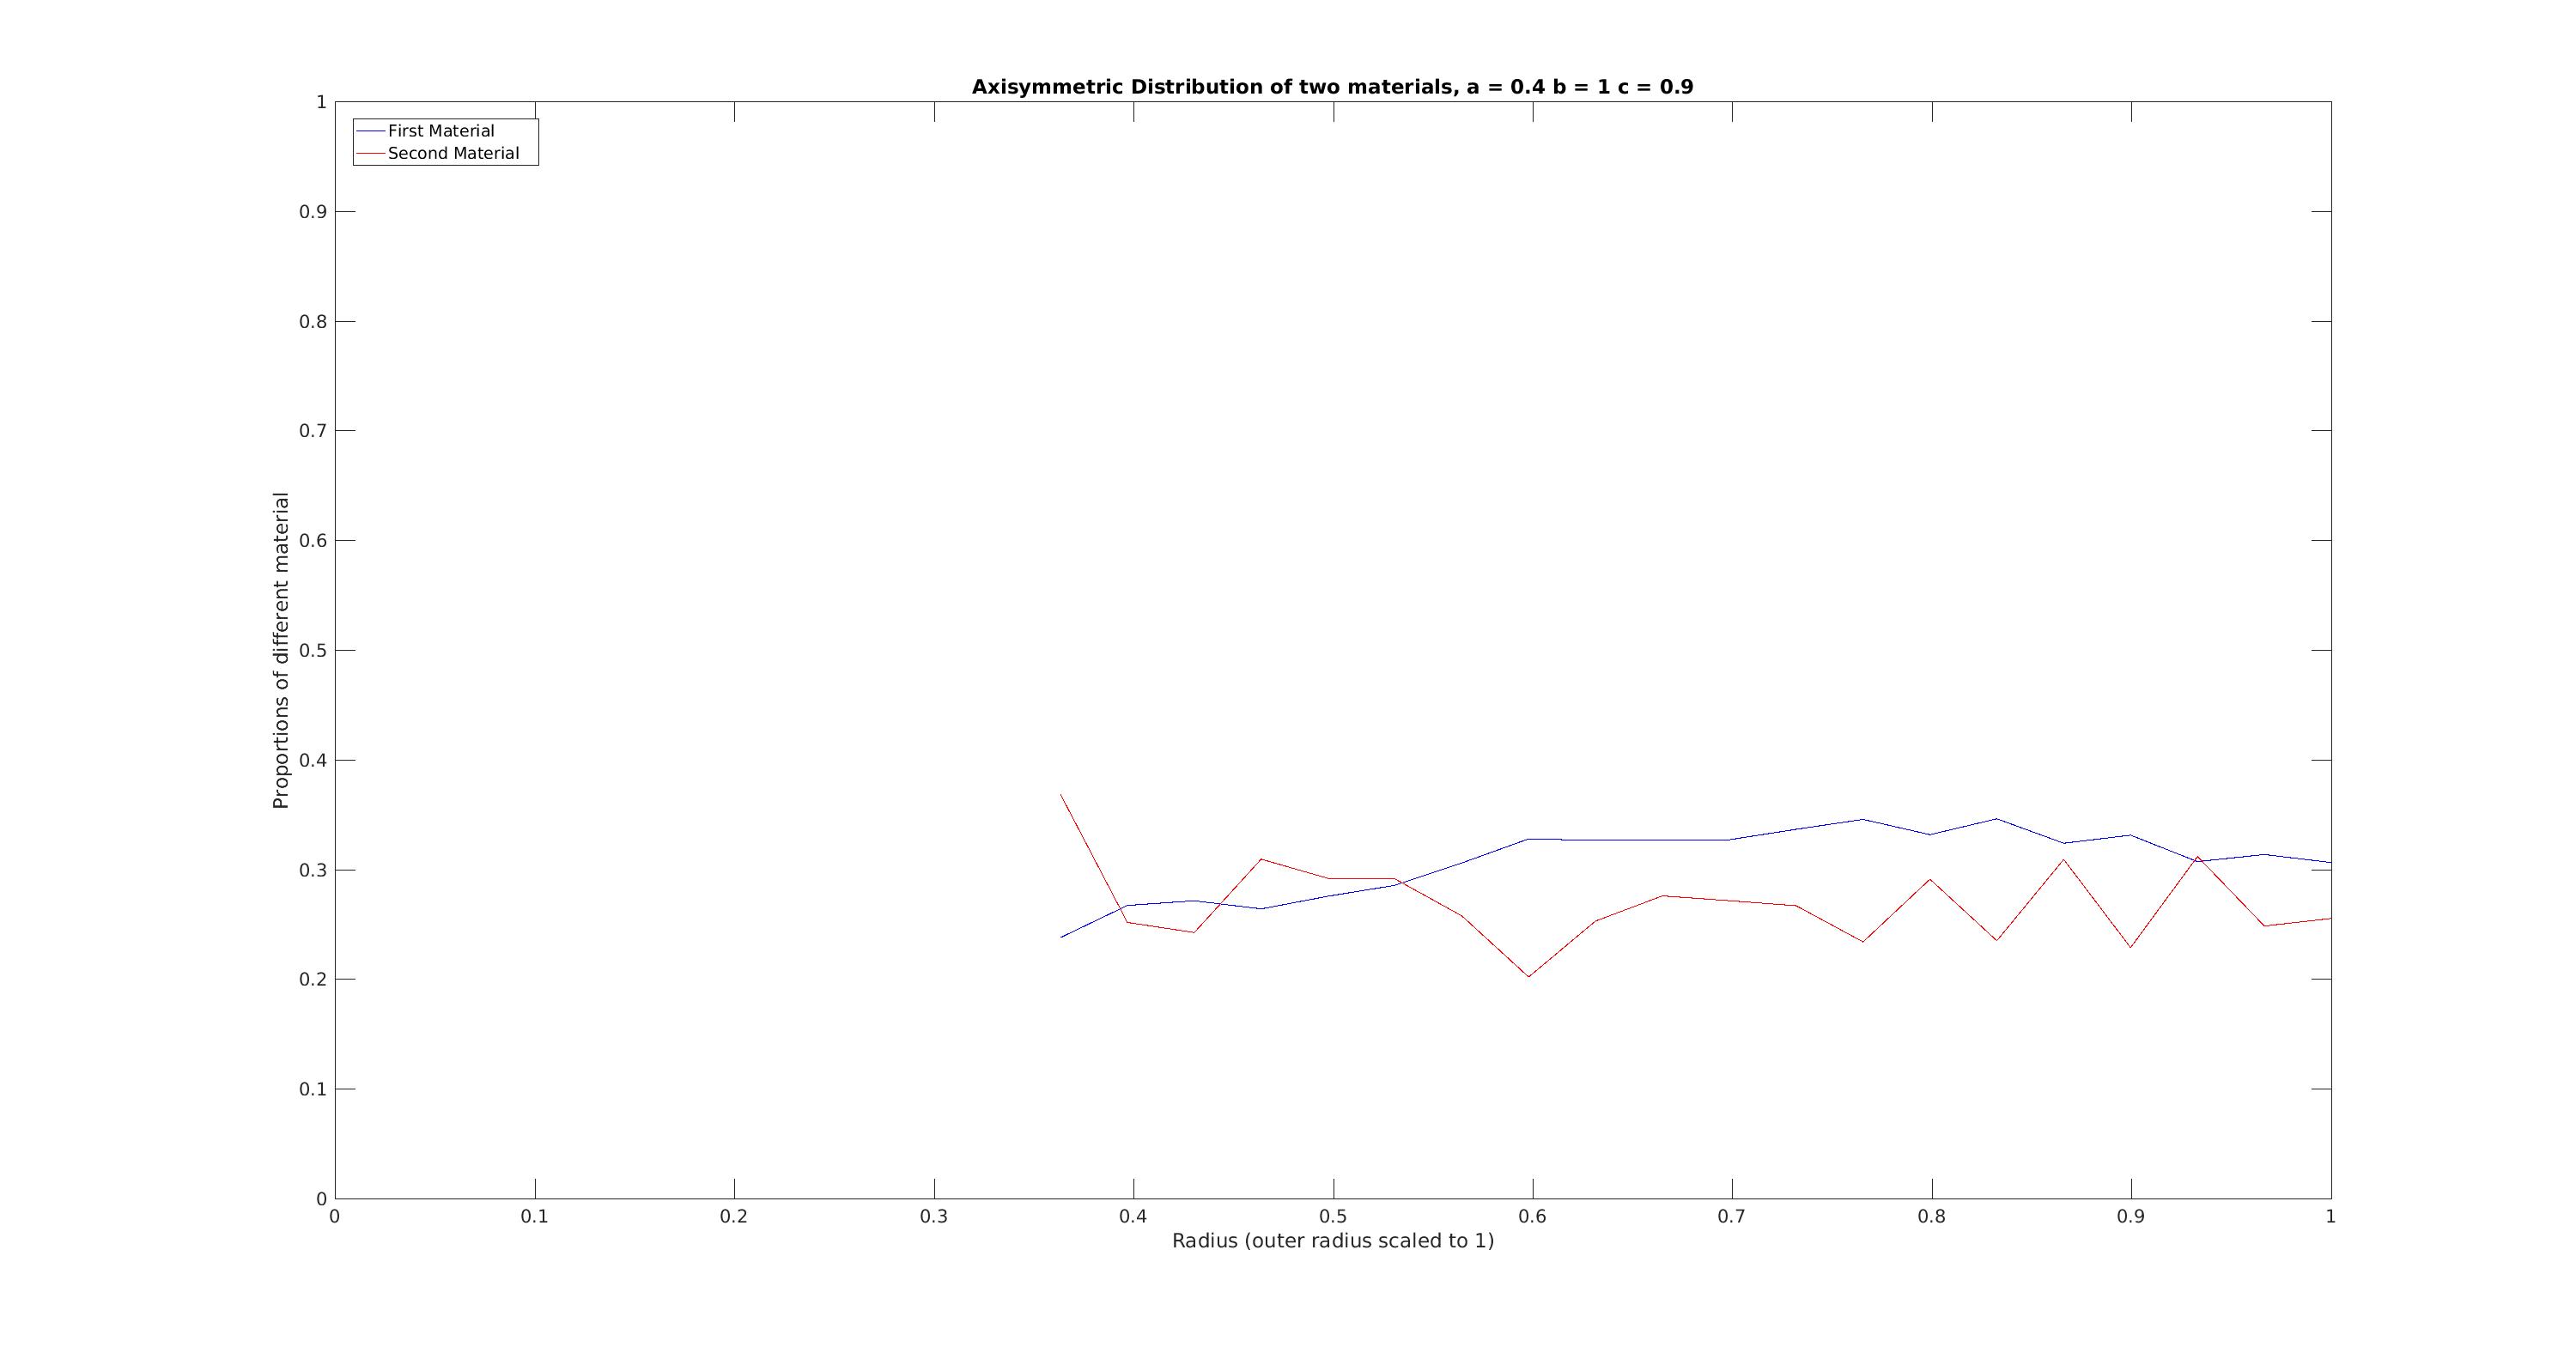 Axisymmetric Distribution of two materials, a = 0.4 b = 1 c = 0.9
First Material
Second Material
1
0.9
0.8
0.7
0.6
0.5
0.4
0.3
0.2
0.1
0
Proportions of different material
0 0.1 0.2 0.3 0.4 0.5 0.6 0.7 0.8 0.9 1
Radius (outer radius scaled to 1)